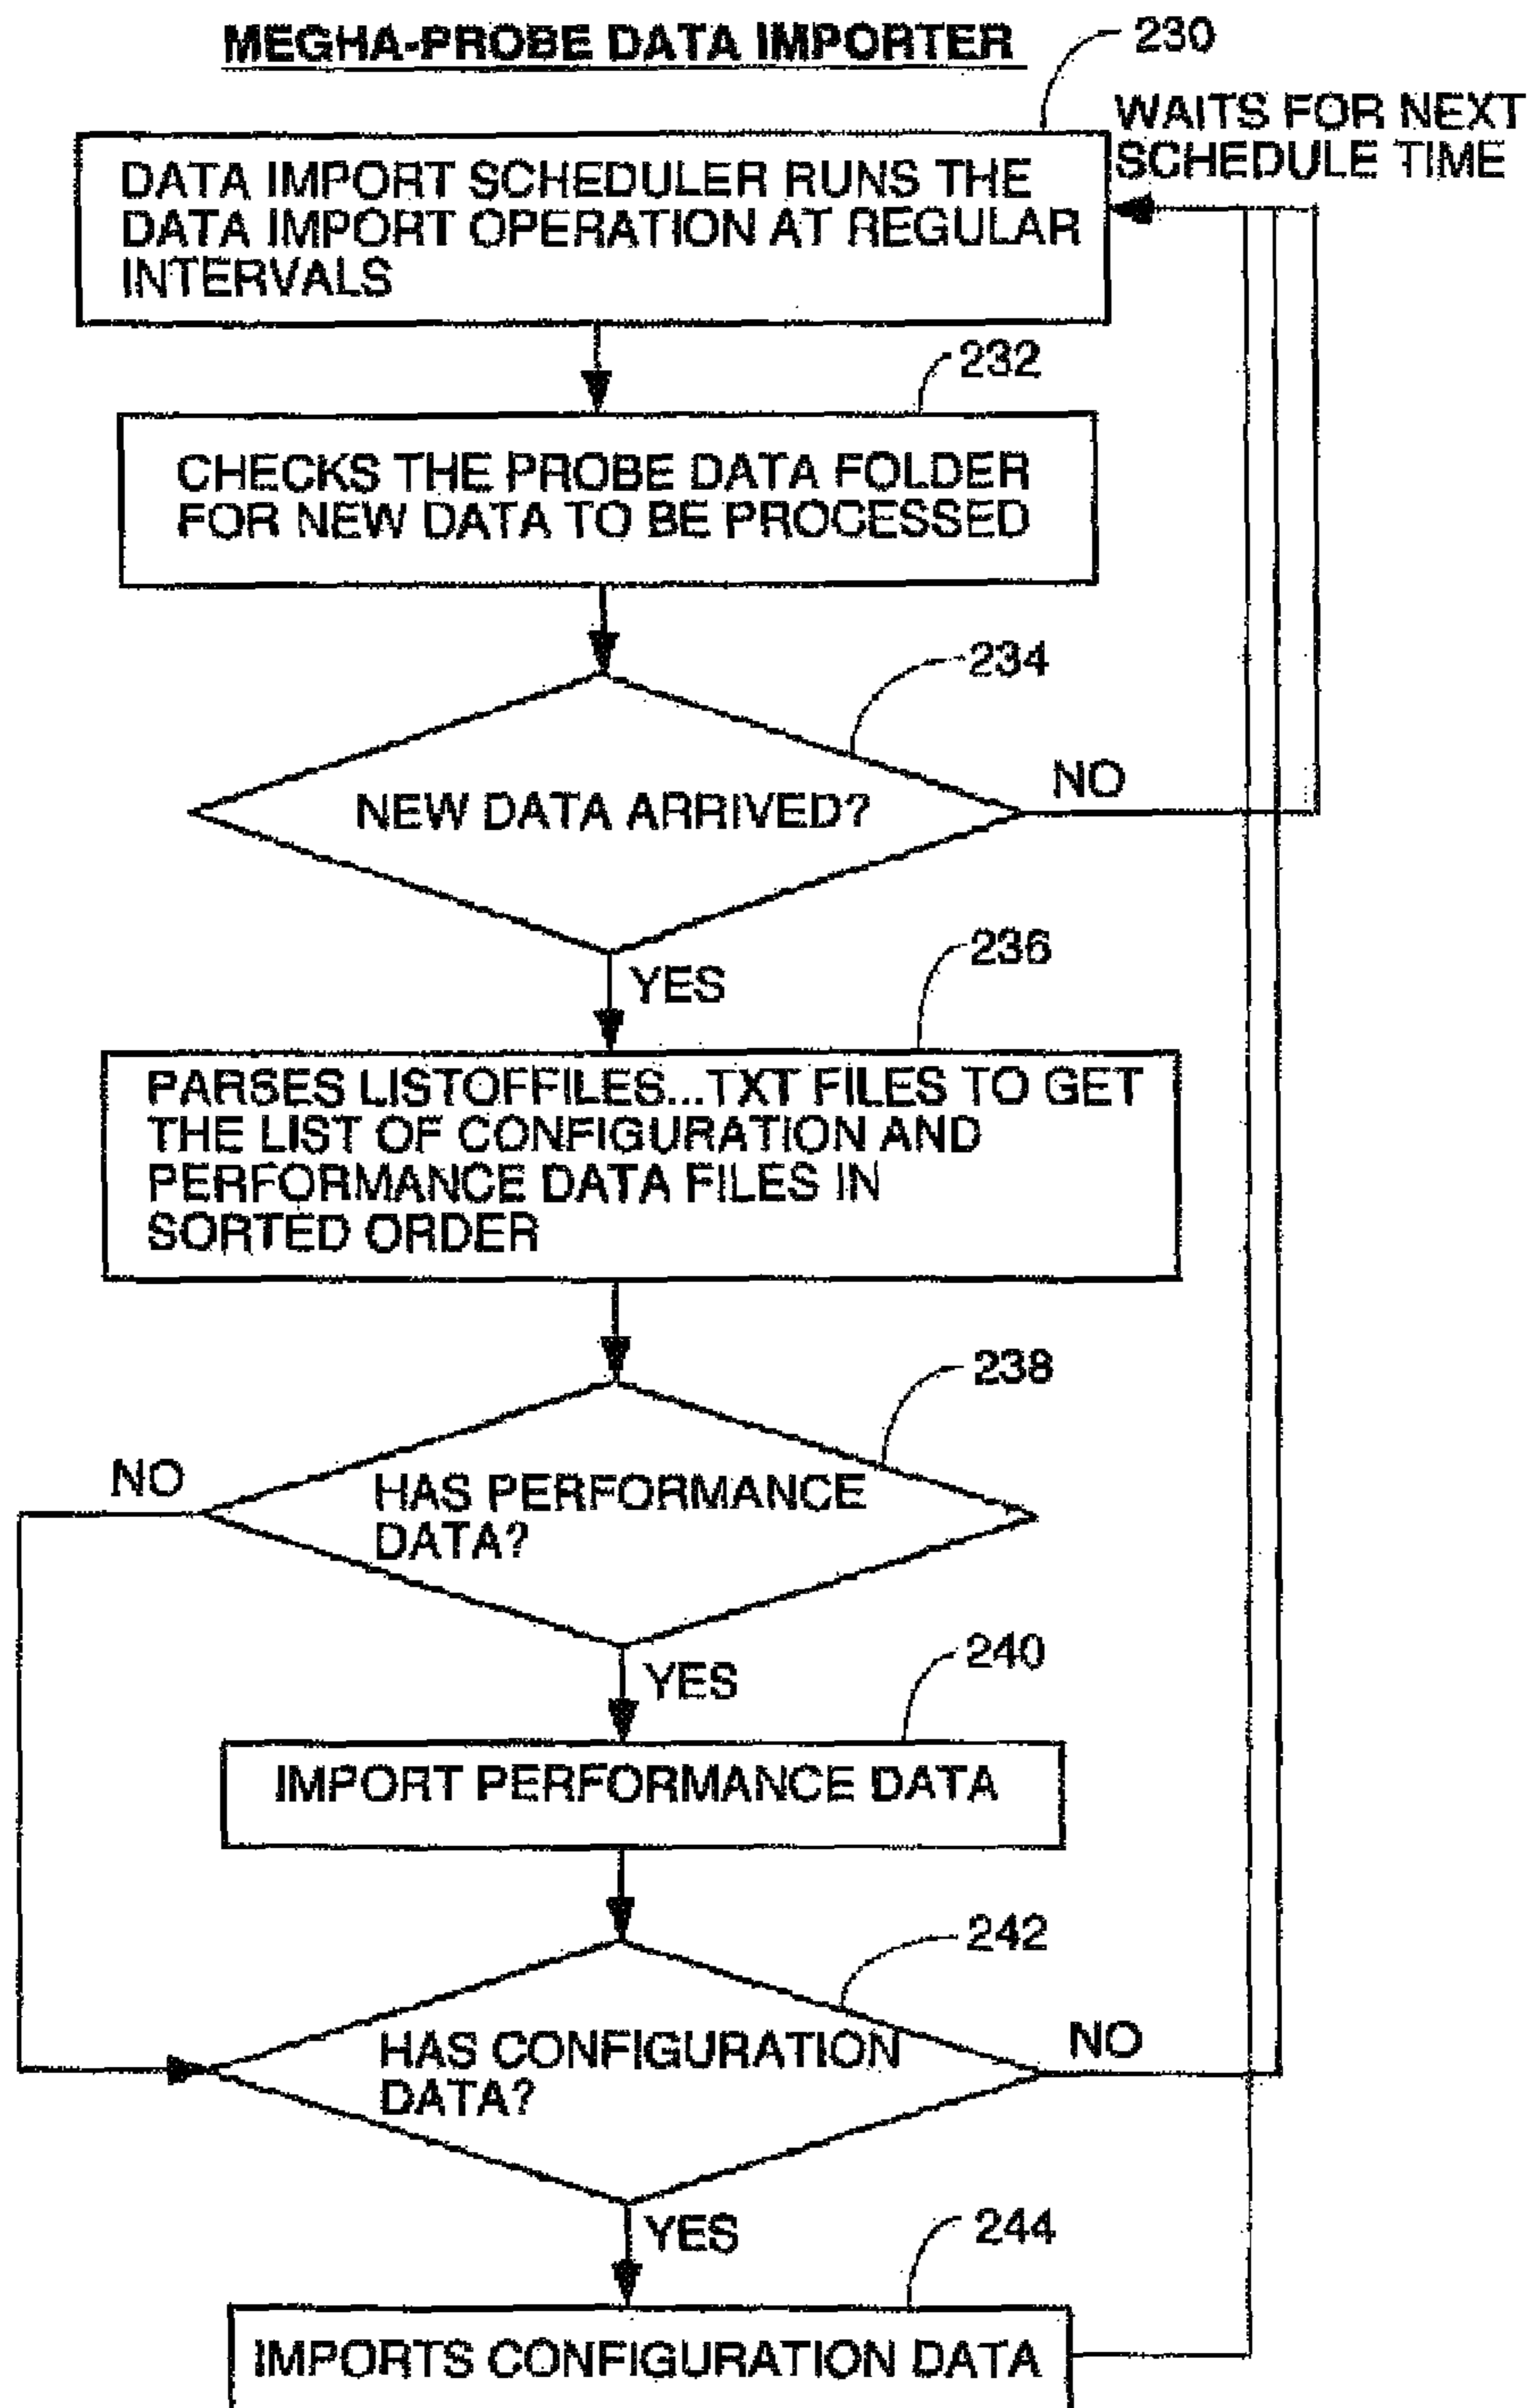 MEGHA-PROBE DATA IMPORTER
230
WAITS FOR NEXT
SCHEDULE TIME
DATA IMPORT SCHEDULER RUNS THE
DATA IMPORT OPERATION AT REGULAR
INTERVALS
232
CHECKS THE PROBE DATA FOLDER
FOR NEW DATA TO BE PROCESSED
234
NEW DATA ARRIVED?
NO
YES
236
PARSES LISTOFFILES...TXT FILES TO GET
THE LIST OF CONFIGURATION AND
PERFORMANCE DATA FILES IN
SORTED ORDER
238
NO
HAS PERFORMANCE
DATA?
YES
240
IMPORT PERFORMANCE DATA
242
HAS CONFIGURATION
DATA?
NO
YES
244
IMPORTS CONFIGURATION DATA